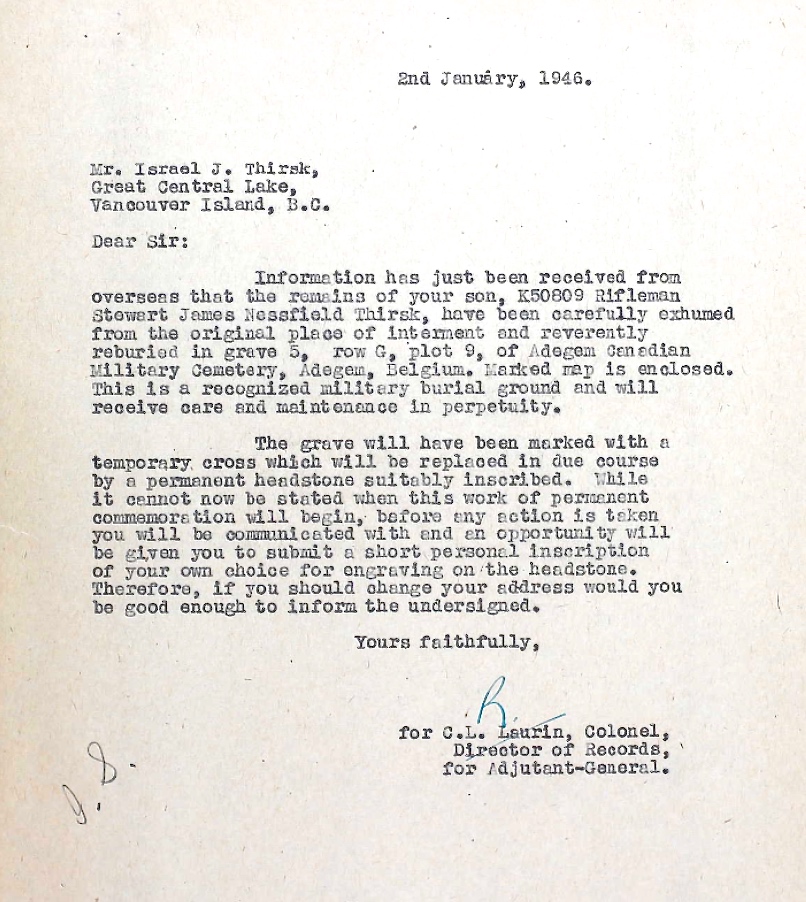 2nd January, 1946.
Mr. Israel J. Thirsk,
Great Central Lake,
Vancouver Island, B.C.
Dear Sir:
Information has just been received from
overseas that the remains of your son, K50809 Rifleman
Stewart James Nessfield Thirsk, have been carefully exhumed
from the original place of interment and reverently
reburied in grave 5, row G, plot 9, of Adegem Canadian
Military Cemetery, Adegem, Belgium. Marked map is enclosed.
This is a recognized military burial ground and will
receive care and maintenance in perpetuity.
The grave will have been marked with a
temporary cross which will be replaced in due course
by a permanent headstone suitably inscribed. While
it cannot now be stated when this work of permanent
commemoration will begin, before any action is taken
you will be communicated with and an opportunity will
be given you to submit a short personal inscription
of your own choice for engraving on the headstone.
Therefore, if you should change your address would you
be good enough to inform the undersigned.
Yours faithfully,
for C.L. Laurin, Colonel,
Director of Records,
for Adjutant-General.